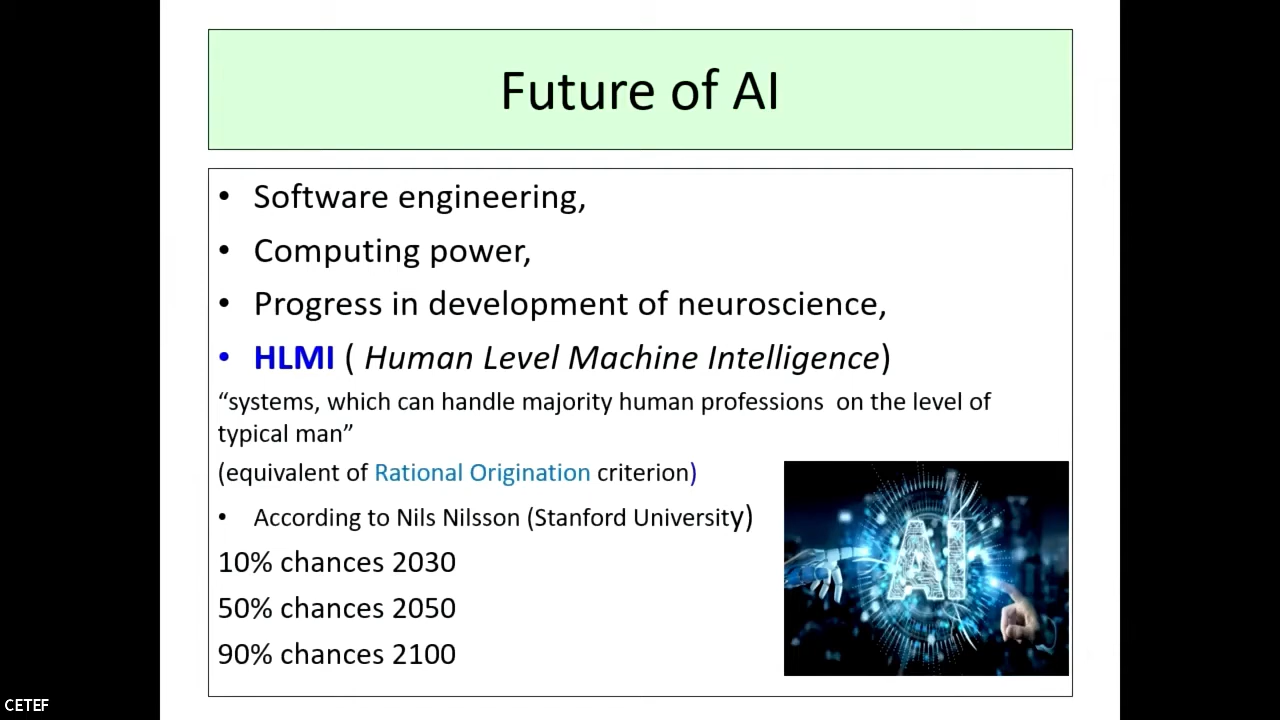 Future of AI
• Software engineering,
• Computing power,
• Progress in development of neuroscience,
• HLMI ( Human Level Machine Intelligence)
“systems, which can handle majority human professions on the level of
typical man”
(equivalent of Rational Origination criterion)
• According to Nils Nilsson (Stanford University)
10% chances 2030
50% chances 2050
90% chances 2100
AI
CETEF